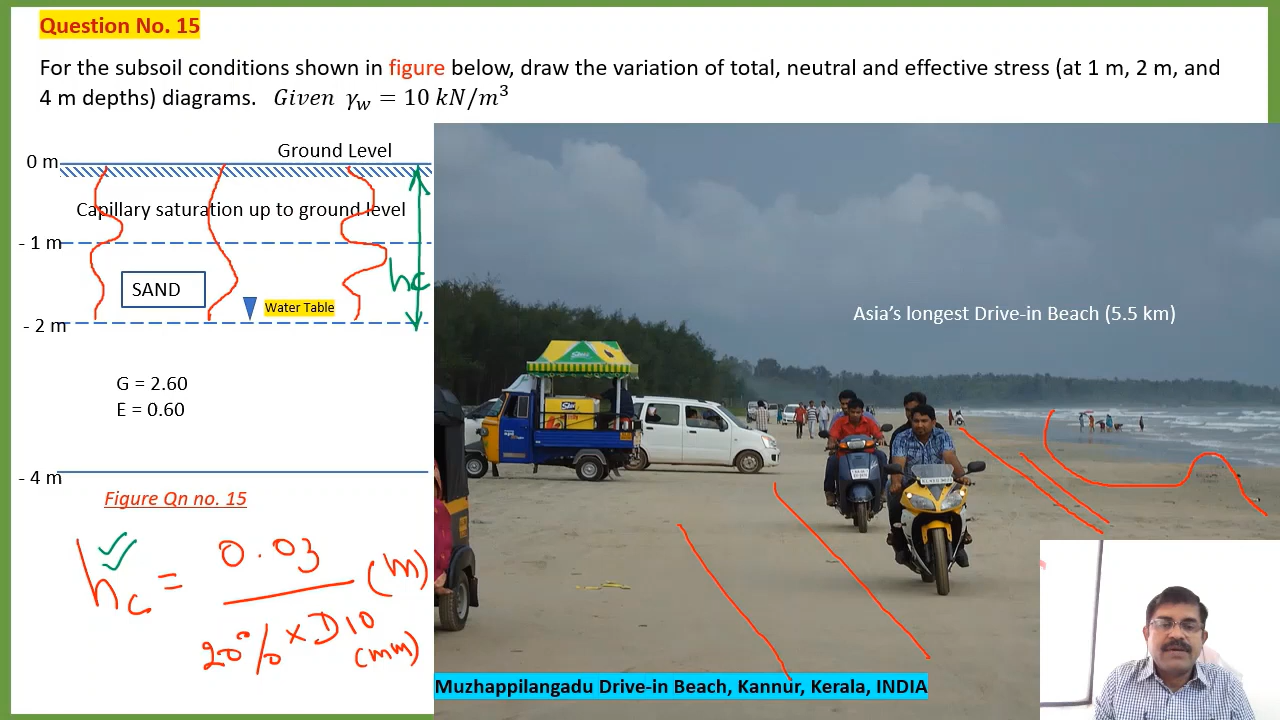 Question No. 15
For the subsoil conditions shown in figure below, draw the variation of total, neutral and effective stress (at 1 m, 2 m, and
4 m depths) diagrams. Given γw = 10 kN/m³
Ground Level
0 m
Capillary saturation up to ground level
- 1 m
hc
SAND
Water Table
- 2 m
G = 2.60
E = 0.60
- 4 m
Figure Qn no. 15
hc = 0.03 (m)
20% × D10
(mm)
Asia's longest Drive-in Beach (5.5 km)
Muzhappilangadu Drive-in Beach, Kannur, Kerala, INDIA